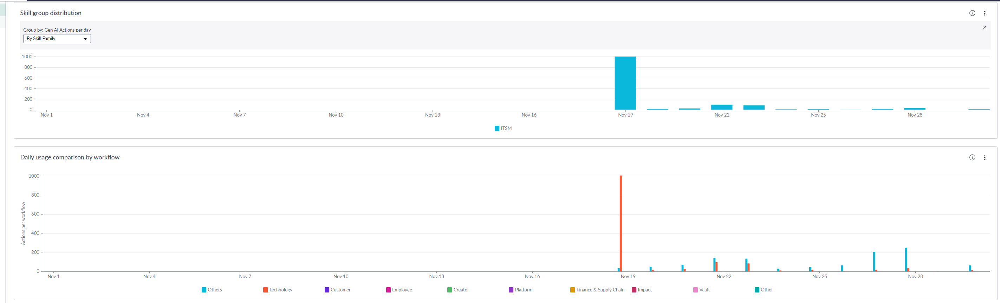 Skill group distribution
Group by: Gen AI Actions per day
By Skill Family
1000
800
600
400
200
0
Nov 1 Nov 4 Nov 7 Nov 10 Nov 13 Nov 16 Nov 19 Nov 22 Nov 25 Nov 28
ITSM
Daily usage comparison by workflow
Actions per workflow
1000
800
600
400
200
0
Nov 1 Nov 4 Nov 7 Nov 10 Nov 13 Nov 16 Nov 19 Nov 22 Nov 25 Nov 28
Others Technology Customer Employee Creator Platform Finance & Supply Chain Impact Vault Other